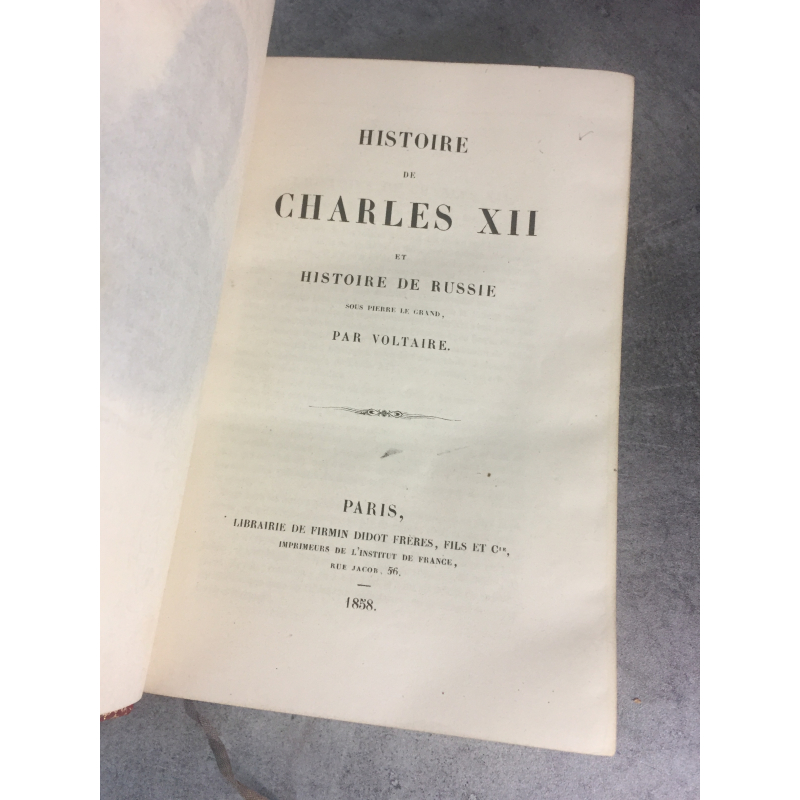 HISTOIRE
DE
CHARLES XII
ET
HISTOIRE DE RUSSIE
SOUS PIERRE LE GRAND,
PAR VOLTAIRE.
PARIS,
LIBRAIRIE DE FIRMIN DIDOT FRÈRES, FILS ET Cie,
IMPRIMEURS DE L'INSTITUT DE FRANCE,
RUE JACOB, 56.
1858.